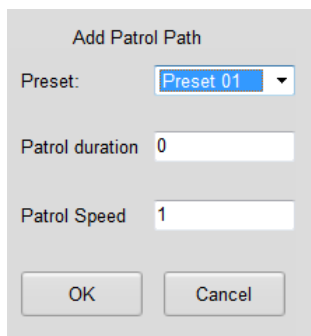 Add Patrol Path
Preset: Preset 01
Patrol duration 0
Patrol Speed 1
OK Cancel